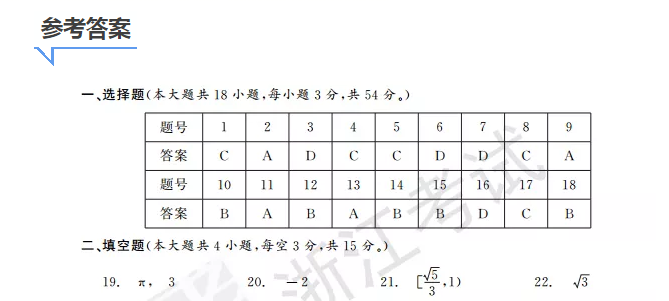 参考答案
一、选择题(本大题共 18 小题,每小题 3 分,共 54 分。)
题号 1 2 3 4 5 6 7 8 9
答案 C A D C C D D C A
题号 10 11 12 13 14 15 16 17 18
答案 B A B A B B D C B
二、填空题(本大题共 4 小题,每空 3 分,共 15 分。)
19. π, 3 20. －2 21. [√5/3,1) 22. √3
浙江考试